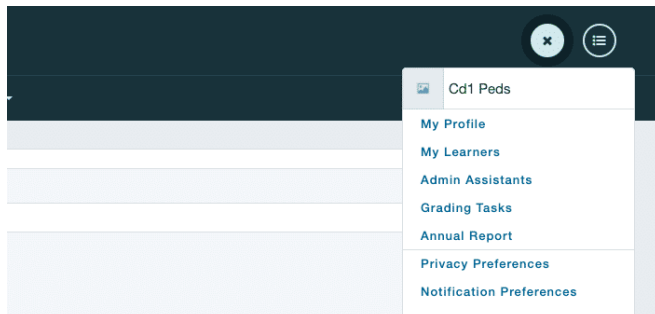 Cd1 Peds
My Profile
My Learners
Admin Assistants
Grading Tasks
Annual Report
Privacy Preferences
Notification Preferences